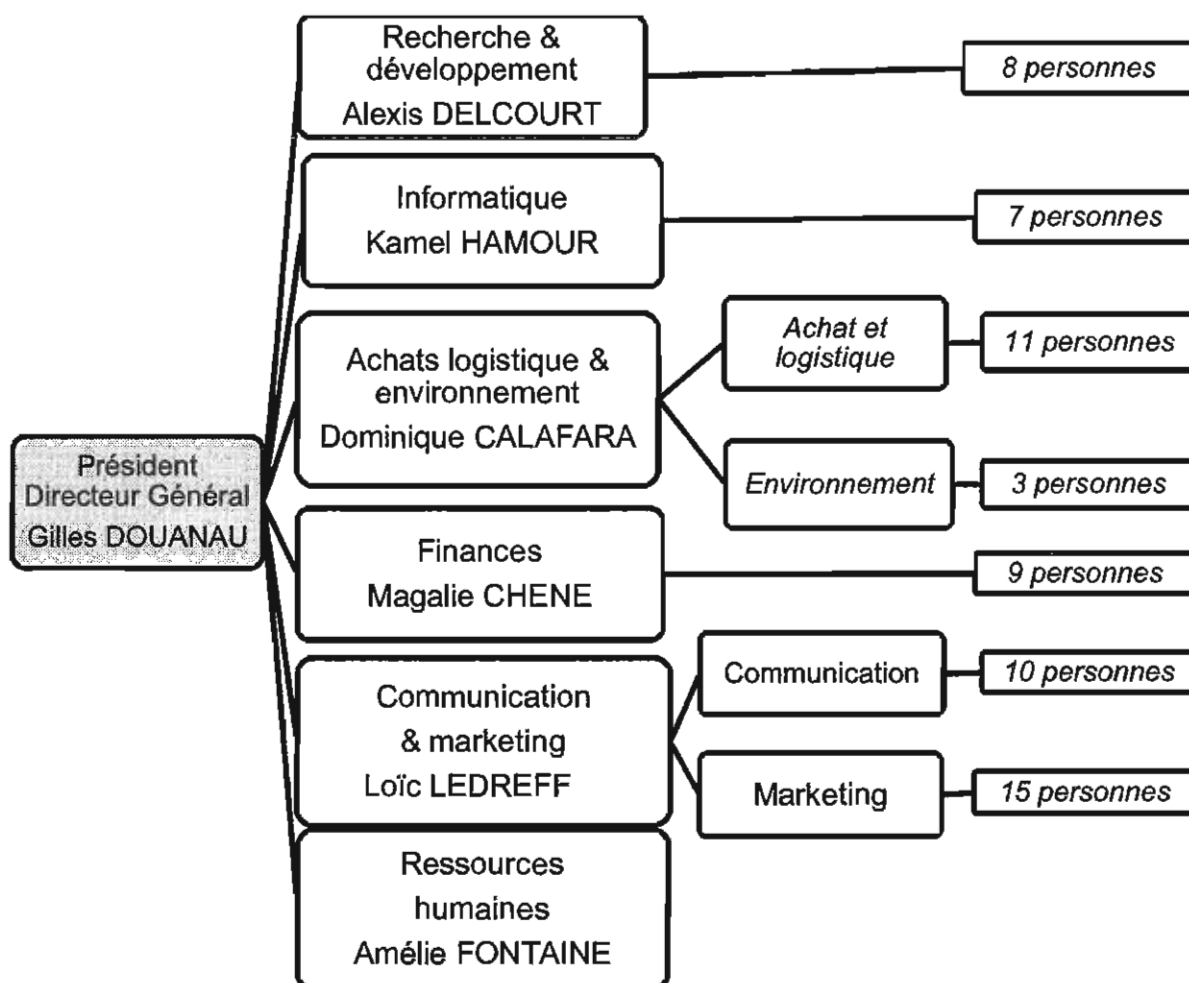 Recherche &
développement
Alexis DELCOURT
8 personnes
Informatique
Kamel HAMOUR
7 personnes
Achats logistique &
environnement
Dominique CALAFARA
Achat et
logistique
11 personnes
Environnement
3 personnes
Président
Directeur Général
Gilles DOUANAU
Finances
Magalie CHENE
9 personnes
Communication
& marketing
Loïc LEDREFF
Communication
10 personnes
Marketing
15 personnes
Ressources
humaines
Amélie FONTAINE